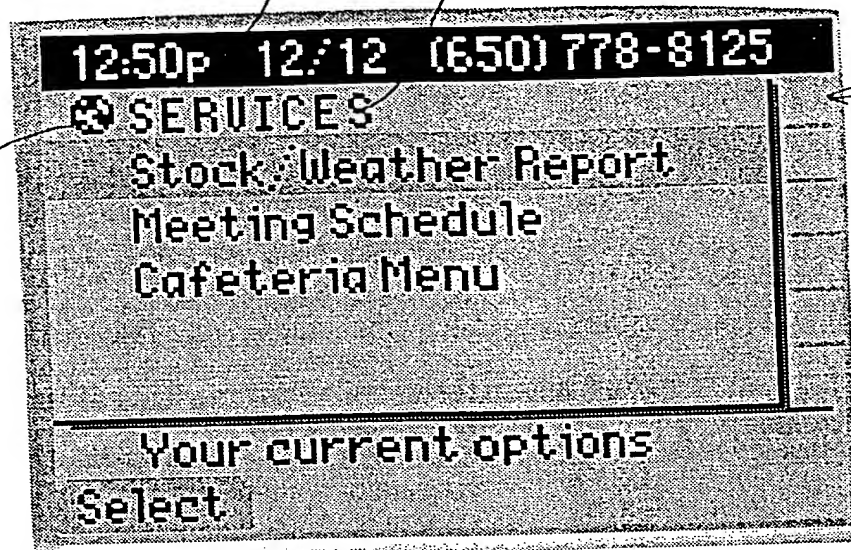 12:50p 12/12 (650) 778-8125
SERVICES
Stock/Weather Report
Meeting Schedule
Cafeteria Menu
Your current options
Select